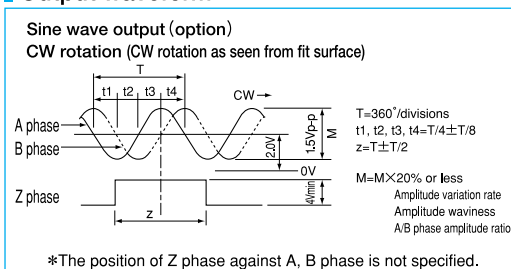 Sine wave output (option)
CW rotation (CW rotation as seen from fit surface)
T
t1 t2 t3 t4
CW→
A phase
B phase
1.5Vp-p
M
2.0V
0V
Z phase
4Vmin
z
T=360°/divisions
t1, t2, t3, t4=T/4±T/8
z=T±T/2
M=M×20% or less
Amplitude variation rate
Amplitude waviness
A/B phase amplitude ratio
*The position of Z phase against A, B phase is not specified.